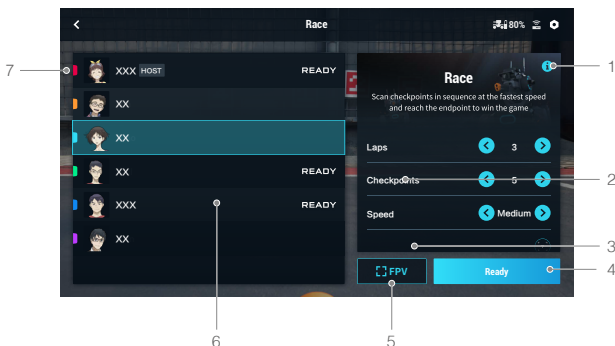 Race
80%
7
XXX HOST READY
XX
XX
XX READY
XXX READY
XX
Race
Scan checkpoints in sequence at the fastest speed
and reach the endpoint to win the game
Laps 3
Checkpoints 5
Speed Medium
FPV
Ready
1
2
3
4
5
6